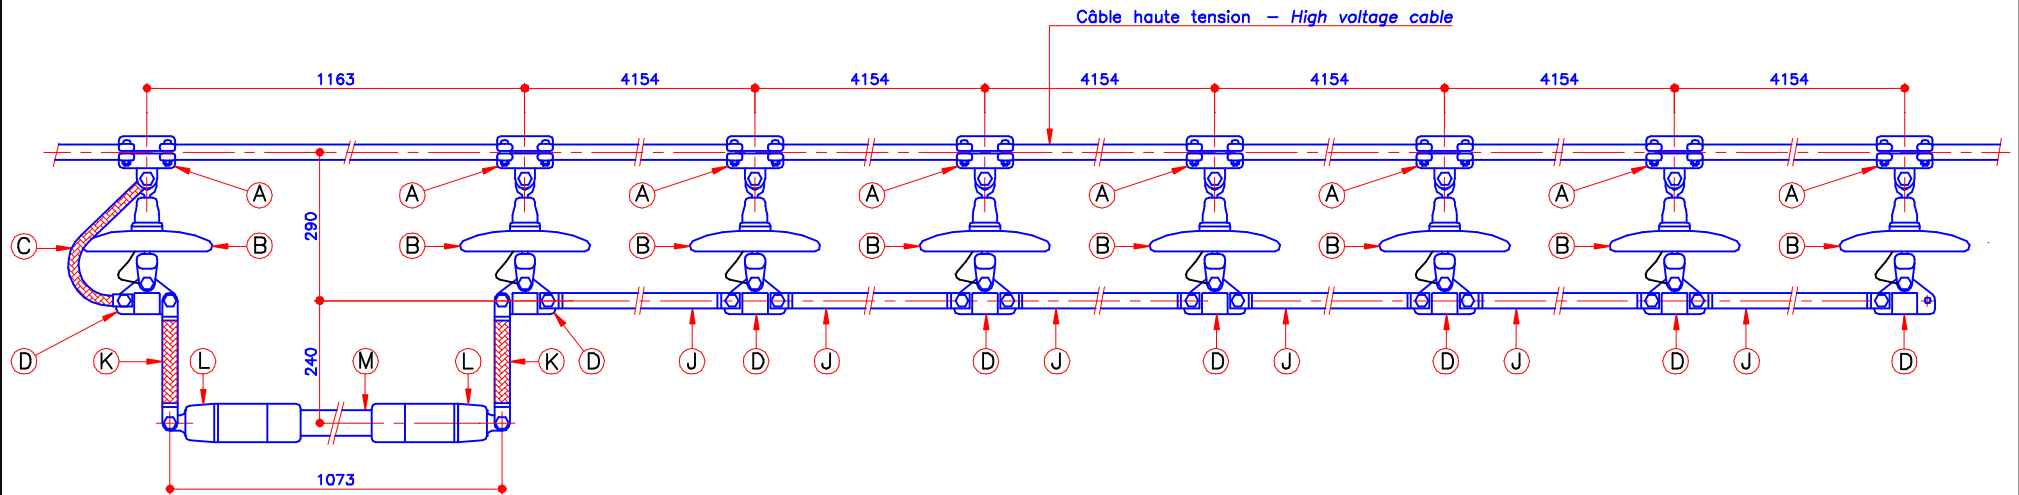 Câble haute tension - High voltage cable
1163 4154 4154 4154 4154 4154 4154
A A A A A A A A
290
C B B B B B B B B
D K L M L K D J D J D J D J D J D J D
240
1073